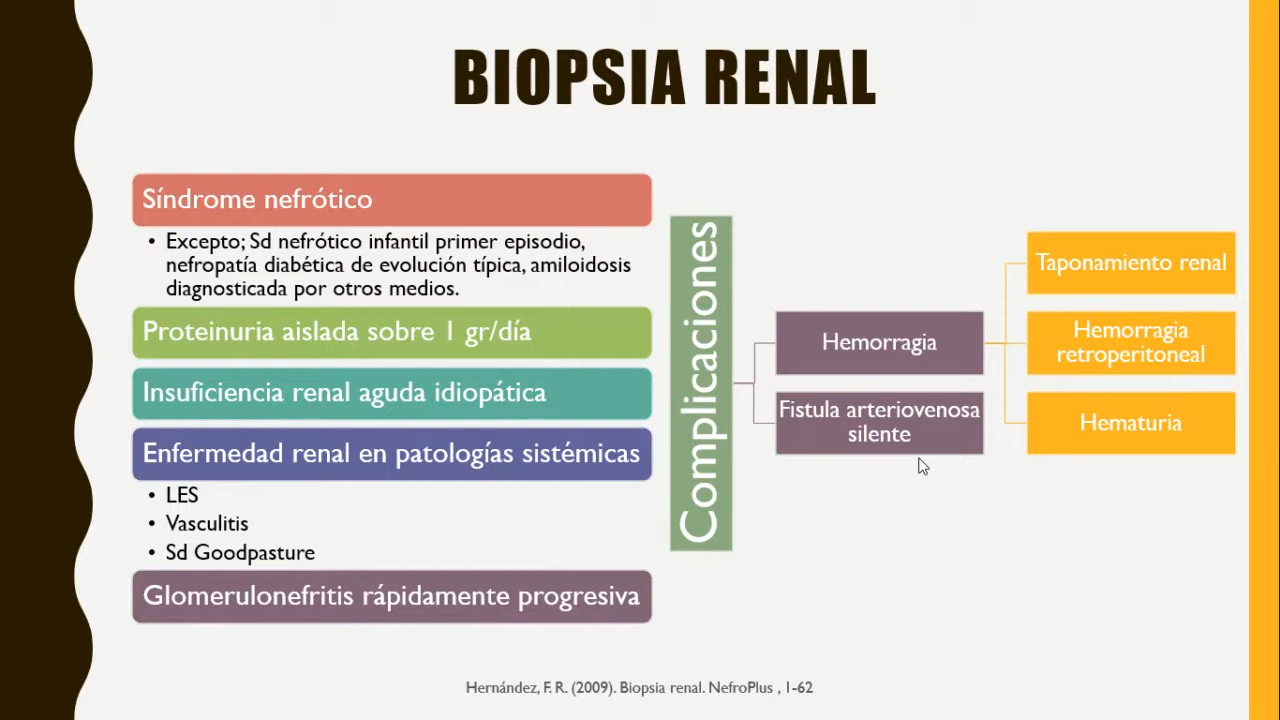 BIOPSIA RENAL
Síndrome nefrótico
• Excepto; Sd nefrótico infantil primer episodio,
nefropatía diabética de evolución típica, amiloidosis
diagnosticada por otros medios.
Proteinuria aislada sobre 1 gr/día
Insuficiencia renal aguda idiopática
Enfermedad renal en patologías sistémicas
• LES
• Vasculitis
• Sd Goodpasture
Glomerulonefritis rápidamente progresiva
Complicaciones
Hemorragia
Fistula arteriovenosa
silente
Taponamiento renal
Hemorragia
retroperitoneal
Hematuria
Hernández, F. R. (2009). Biopsia renal. NefroPlus , 1-62